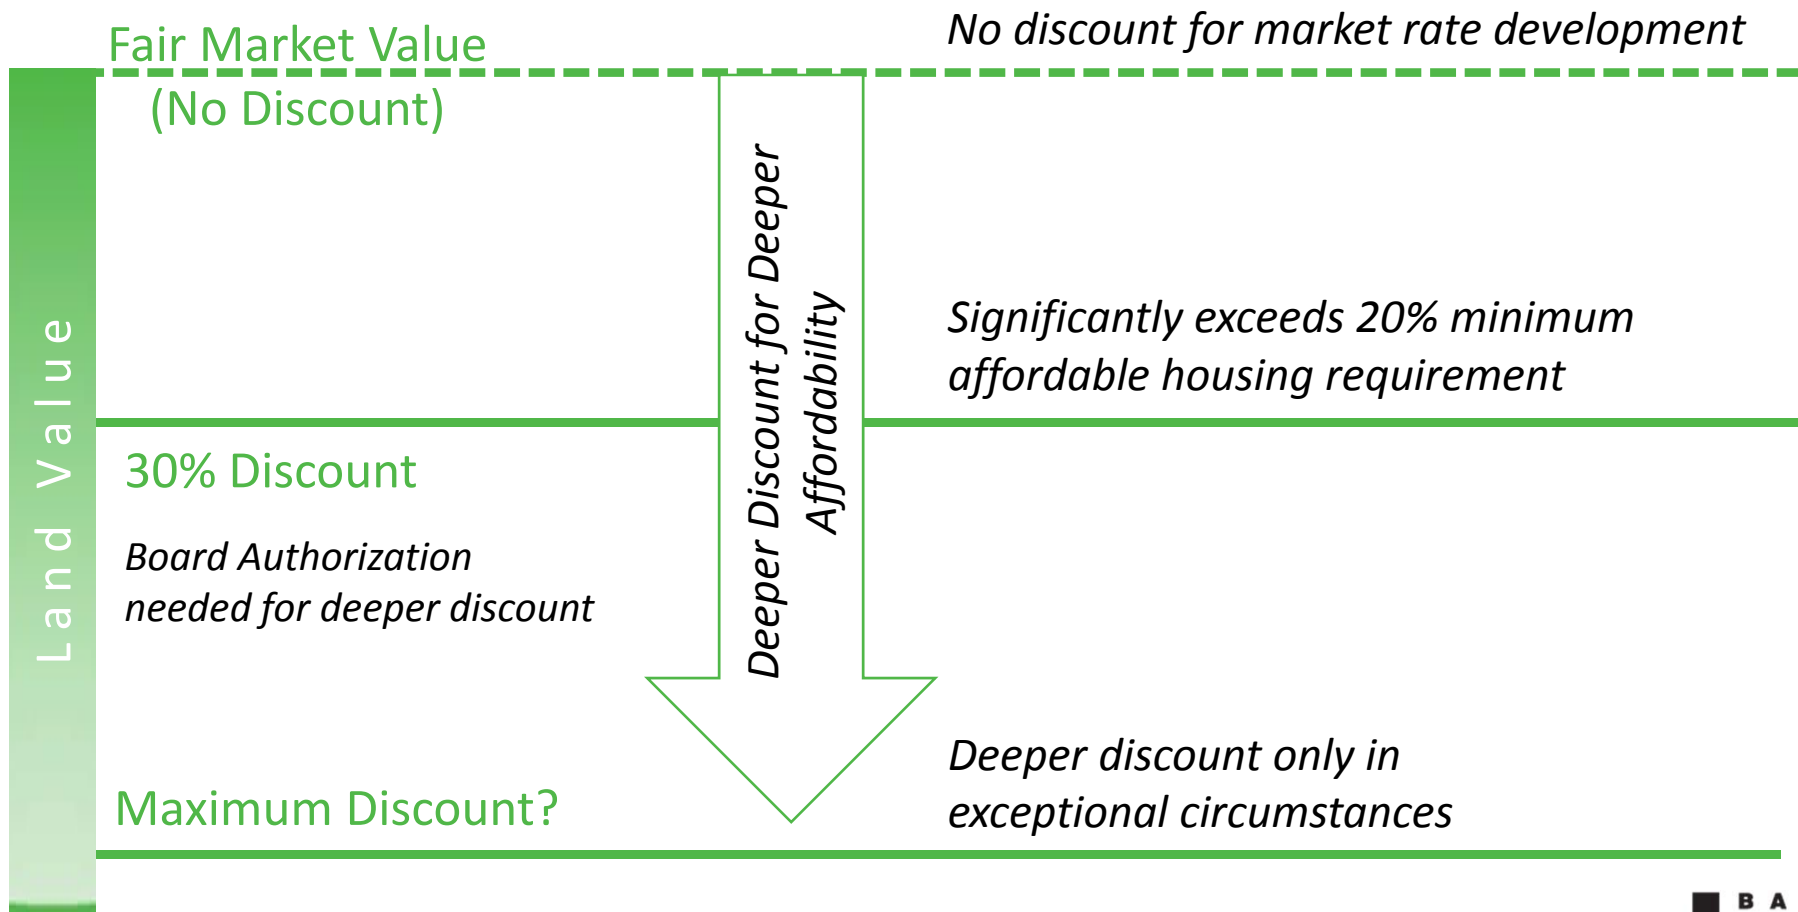 Fair Market Value
(No Discount)
No discount for market rate development
Land Value
Deeper Discount for Deeper
Affordability
Significantly exceeds 20% minimum
affordable housing requirement
30% Discount
Board Authorization
needed for deeper discount
Maximum Discount?
Deeper discount only in
exceptional circumstances
B A